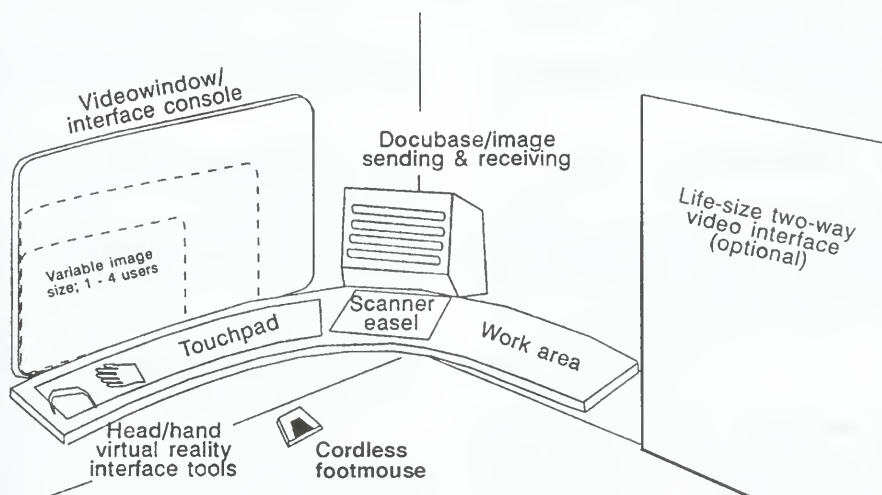 Videowindow/
interface console
Docubase/image
sending & receiving
Life-size two-way
video interface
(optional)
Variable image
size; 1 - 4 users
Scanner
easel
Touchpad
Work area
Head/hand
virtual reality
interface tools
Cordless
footmouse